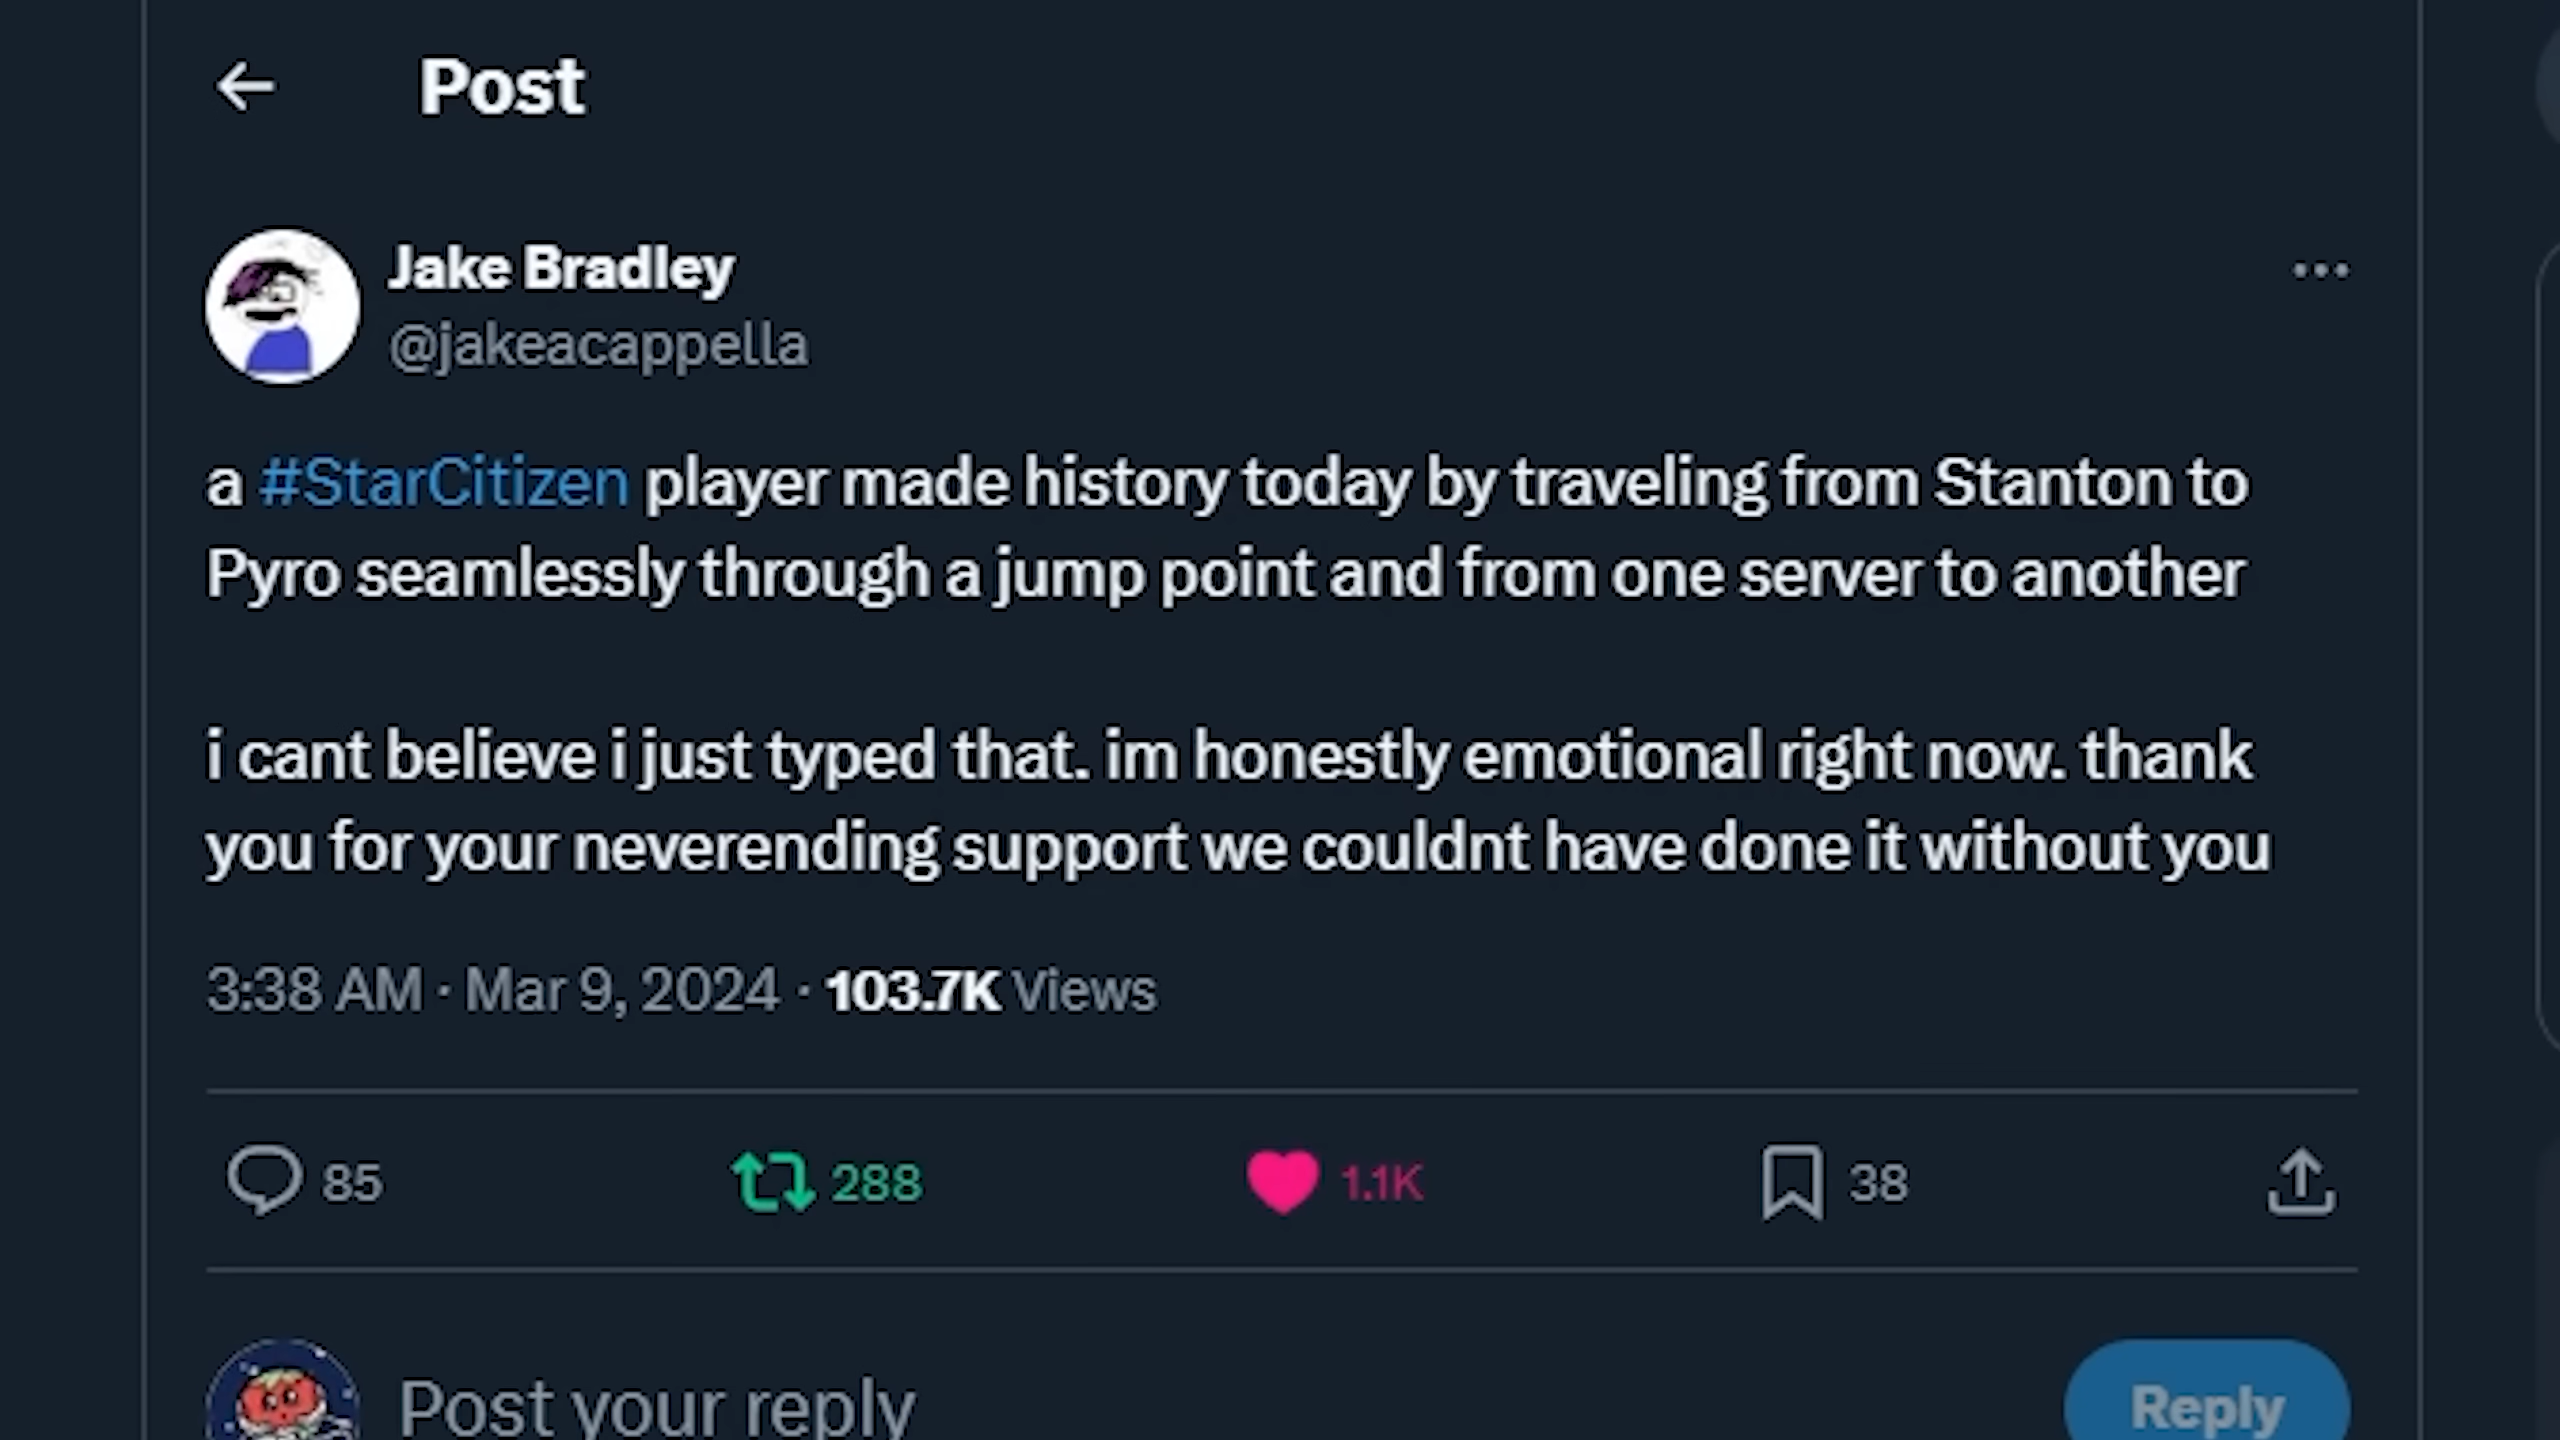 Post
Jake Bradley
@jakeacappella
a #StarCitizen player made history today by traveling from Stanton to
Pyro seamlessly through a jump point and from one server to another
i cant believe i just typed that. im honestly emotional right now. thank
you for your neverending support we couldnt have done it without you
3:38 AM · Mar 9, 2024 · 103.7K Views
85 288 1.1K 38
Post your reply Reply